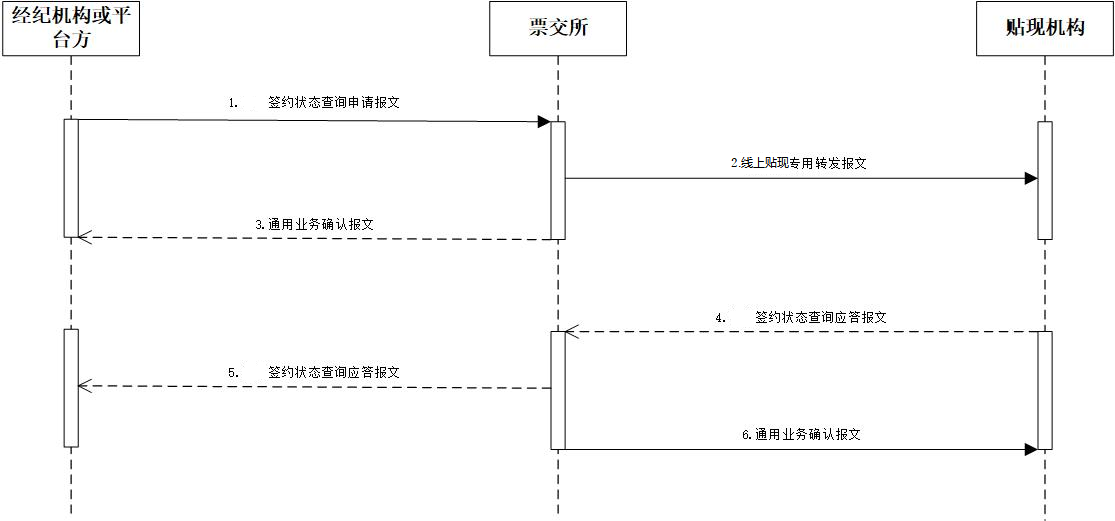 经纪机构或平
台方
票交所
贴现机构
1. 签约状态查询申请报文
2.线上贴现专用转发报文
3.通用业务确认报文
4. 签约状态查询应答报文
5. 签约状态查询应答报文
6.通用业务确认报文